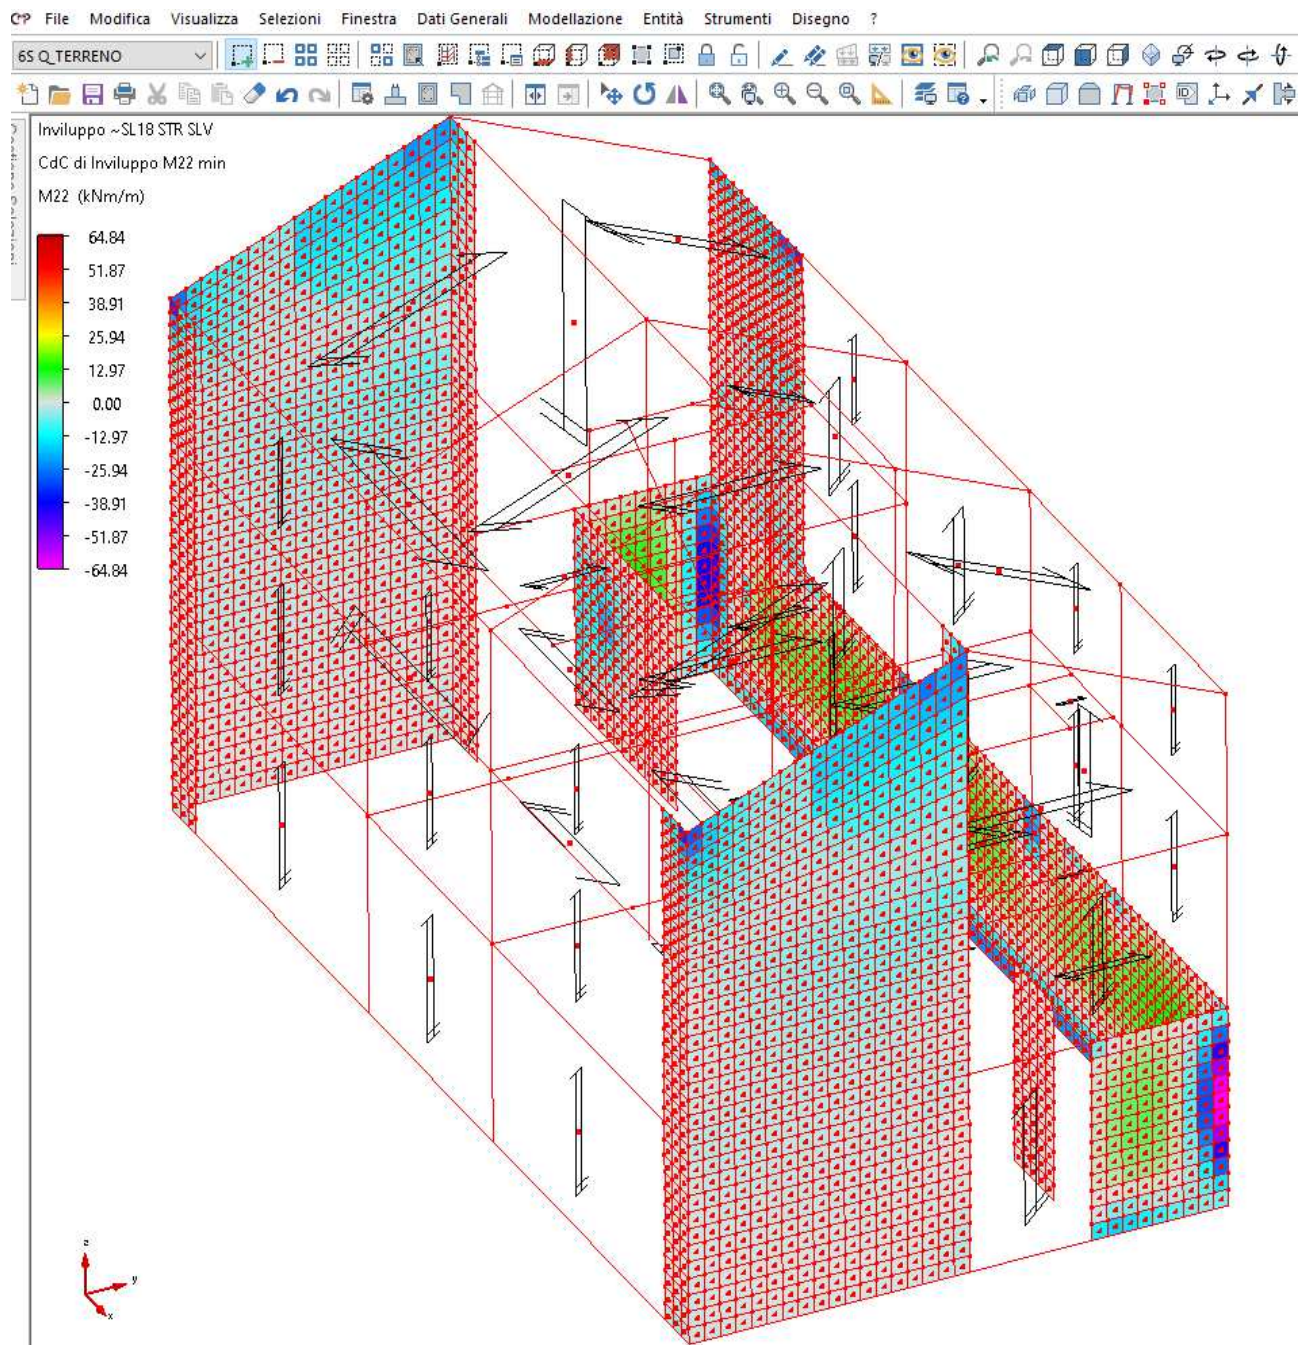 File Modifica Visualizza Selezioni Finestra Dati Generali Modellazione Entità Strumenti Disegno ?
6S Q_TERRENO
Inviluppo ~SL18 STR SLV
CdC di Inviluppo M22 min
M22 (kNm/m)
64.84
51.87
38.91
25.94
12.97
0.00
-12.97
-25.94
-38.91
-51.87
-64.84
z
y
x